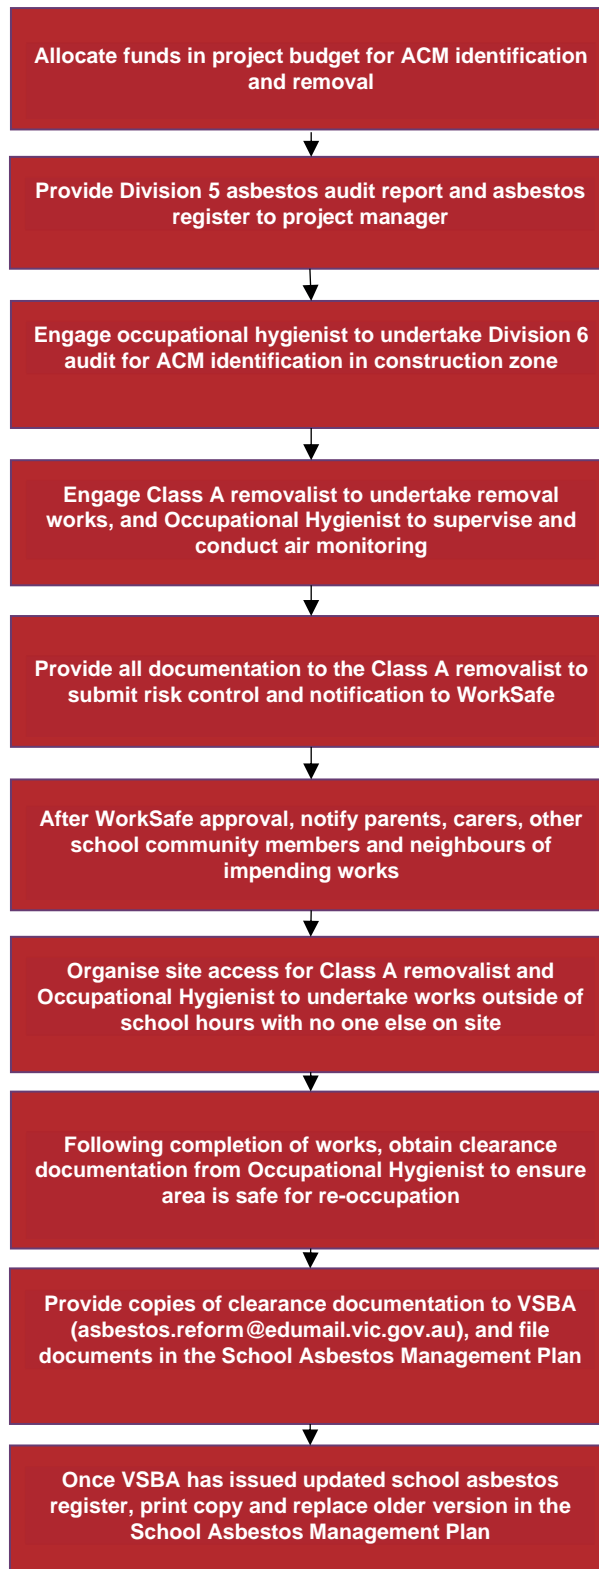 Allocate funds in project budget for ACM identification
and removal
Provide Division 5 asbestos audit report and asbestos
register to project manager
Engage occupational hygienist to undertake Division 6
audit for ACM identification in construction zone
Engage Class A removalist to undertake removal
works, and Occupational Hygienist to supervise and
conduct air monitoring
Provide all documentation to the Class A removalist to
submit risk control and notification to WorkSafe
After WorkSafe approval, notify parents, carers, other
school community members and neighbours of
impending works
Organise site access for Class A removalist and
Occupational Hygienist to undertake works outside of
school hours with no one else on site
Following completion of works, obtain clearance
documentation from Occupational Hygienist to ensure
area is safe for re-occupation
Provide copies of clearance documentation to VSBA
(asbestos.reform@edumail.vic.gov.au), and file
documents in the School Asbestos Management Plan
Once VSBA has issued updated school asbestos
register, print copy and replace older version in the
School Asbestos Management Plan